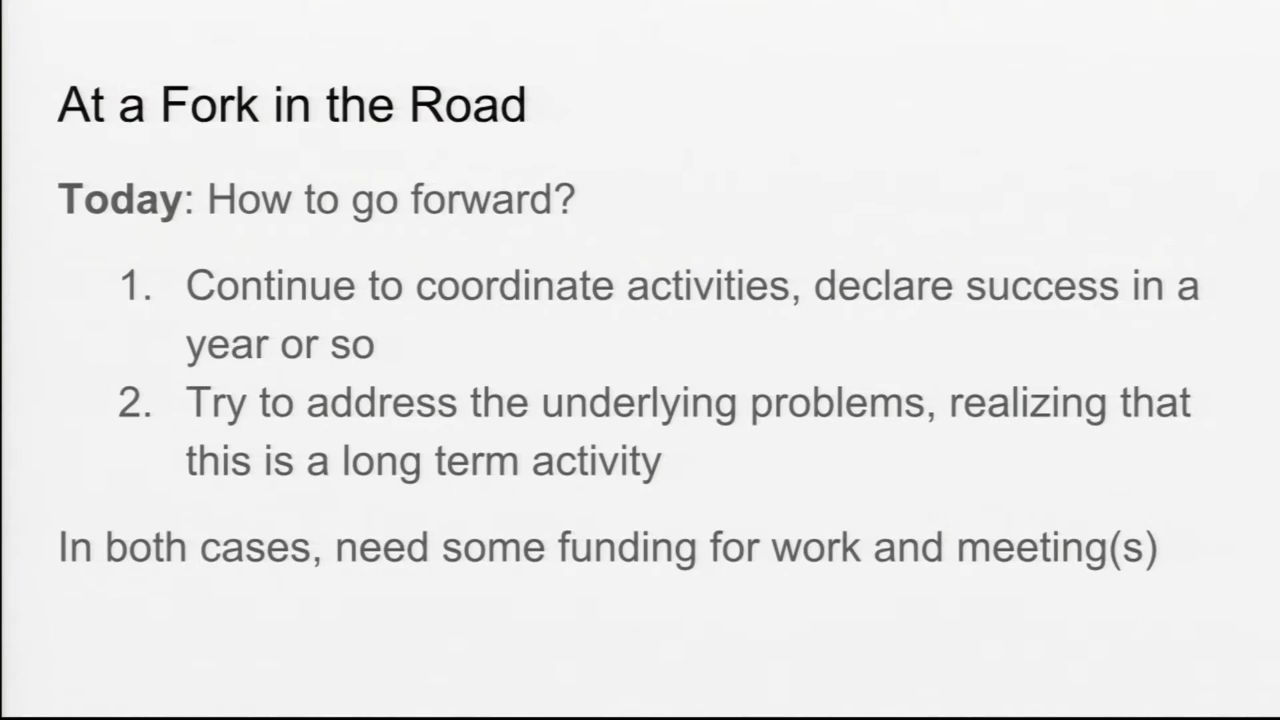 At a Fork in the Road
Today: How to go forward?
1. Continue to coordinate activities, declare success in a
year or so
2. Try to address the underlying problems, realizing that
this is a long term activity
In both cases, need some funding for work and meeting(s)